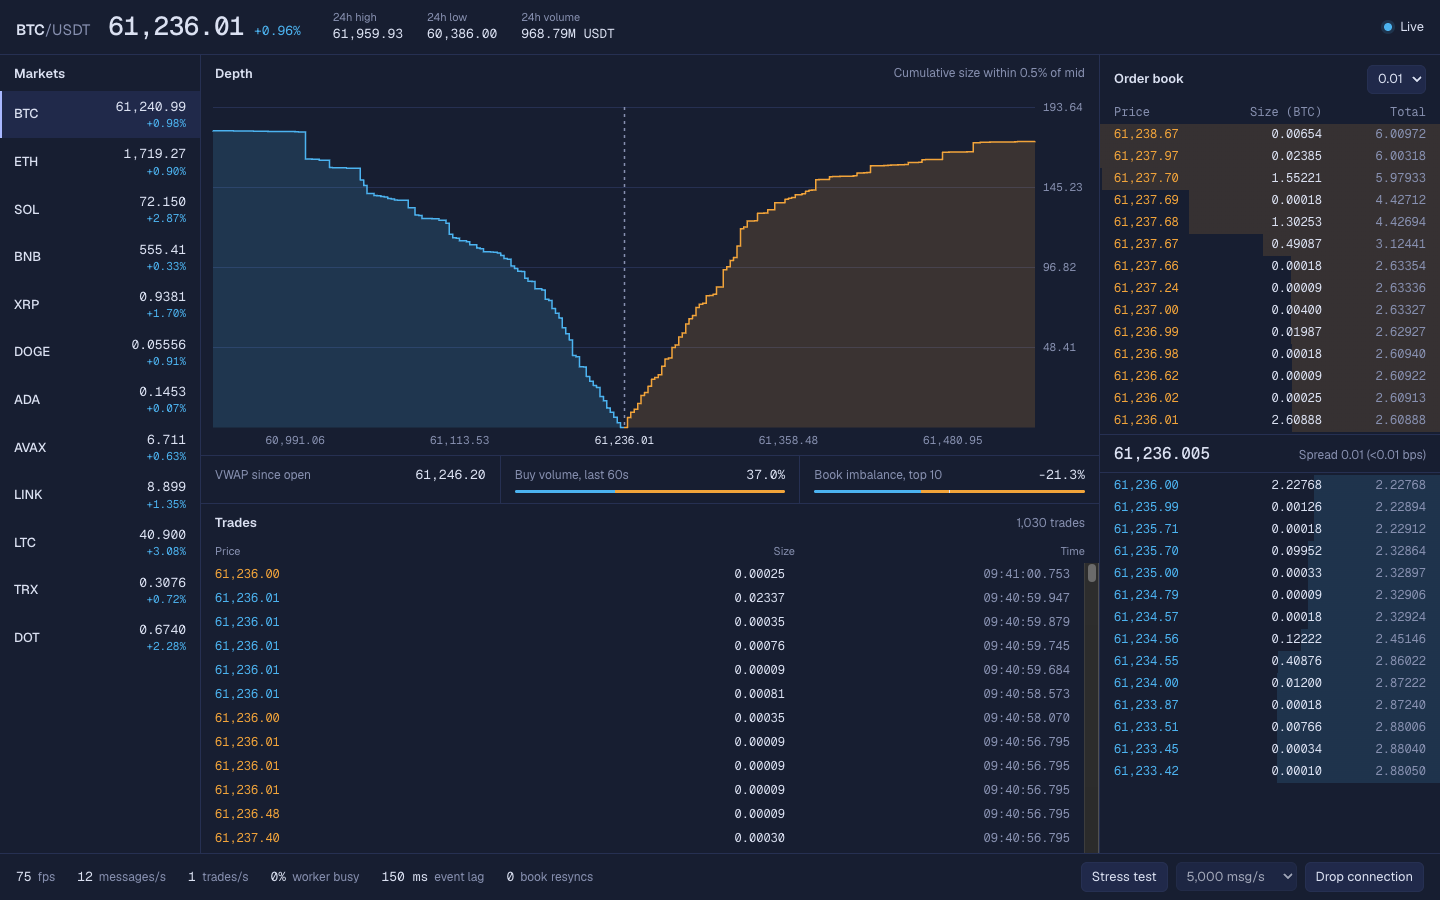 BTC/USDT 61,236.01 +0.96%
24h high 24h low 24h volume
61,959.93 60,386.00 968.79M USDT
Live
Markets
BTC 61,240.99
+0.98%
ETH 1,719.27
+0.90%
SOL 72.150
+2.87%
BNB 555.41
+0.33%
XRP 0.9381
+1.70%
DOGE 0.05556
+0.91%
ADA 0.1453
+0.07%
AVAX 6.711
+0.63%
LINK 8.899
+1.35%
LTC 40.900
+3.08%
TRX 0.3076
+0.72%
DOT 0.6740
+2.28%
Depth Cumulative size within 0.5% of mid
193.64
145.23
96.82
48.41
60,991.06 61,113.53 61,236.01 61,358.48 61,480.95
VWAP since open 61,246.20
Buy volume, last 60s 37.0%
Book imbalance, top 10 -21.3%
Trades 1,030 trades
Price Size Time
61,236.00 0.00025 09:41:00.753
61,236.01 0.02337 09:40:59.947
61,236.01 0.00035 09:40:59.879
61,236.01 0.00076 09:40:59.745
61,236.01 0.00009 09:40:59.684
61,236.01 0.00081 09:40:58.573
61,236.00 0.00035 09:40:58.070
61,236.01 0.00009 09:40:56.795
61,236.01 0.00009 09:40:56.795
61,236.01 0.00009 09:40:56.795
61,236.48 0.00009 09:40:56.795
61,237.40 0.00030 09:40:56.795
Order book 0.01
Price Size (BTC) Total
61,238.67 0.00654 6.00972
61,237.97 0.02385 6.00318
61,237.70 1.55221 5.97933
61,237.69 0.00018 4.42712
61,237.68 1.30253 4.42694
61,237.67 0.49087 3.12441
61,237.66 0.00018 2.63354
61,237.24 0.00009 2.63336
61,237.00 0.00400 2.63327
61,236.99 0.01987 2.62927
61,236.98 0.00018 2.60940
61,236.62 0.00009 2.60922
61,236.02 0.00025 2.60913
61,236.01 2.60888 2.60888
61,236.005 Spread 0.01 (<0.01 bps)
61,236.00 2.22768 2.22768
61,235.99 0.00126 2.22894
61,235.71 0.00018 2.22912
61,235.70 0.09952 2.32864
61,235.00 0.00033 2.32897
61,234.79 0.00009 2.32906
61,234.57 0.00018 2.32924
61,234.56 0.12222 2.45146
61,234.55 0.40876 2.86022
61,234.00 0.01200 2.87222
61,233.87 0.00018 2.87240
61,233.51 0.00766 2.88006
61,233.45 0.00034 2.88040
61,233.42 0.00010 2.88050
75 fps 12 messages/s 1 trades/s 0% worker busy 150 ms event lag 0 book resyncs
Stress test 5,000 msg/s Drop connection